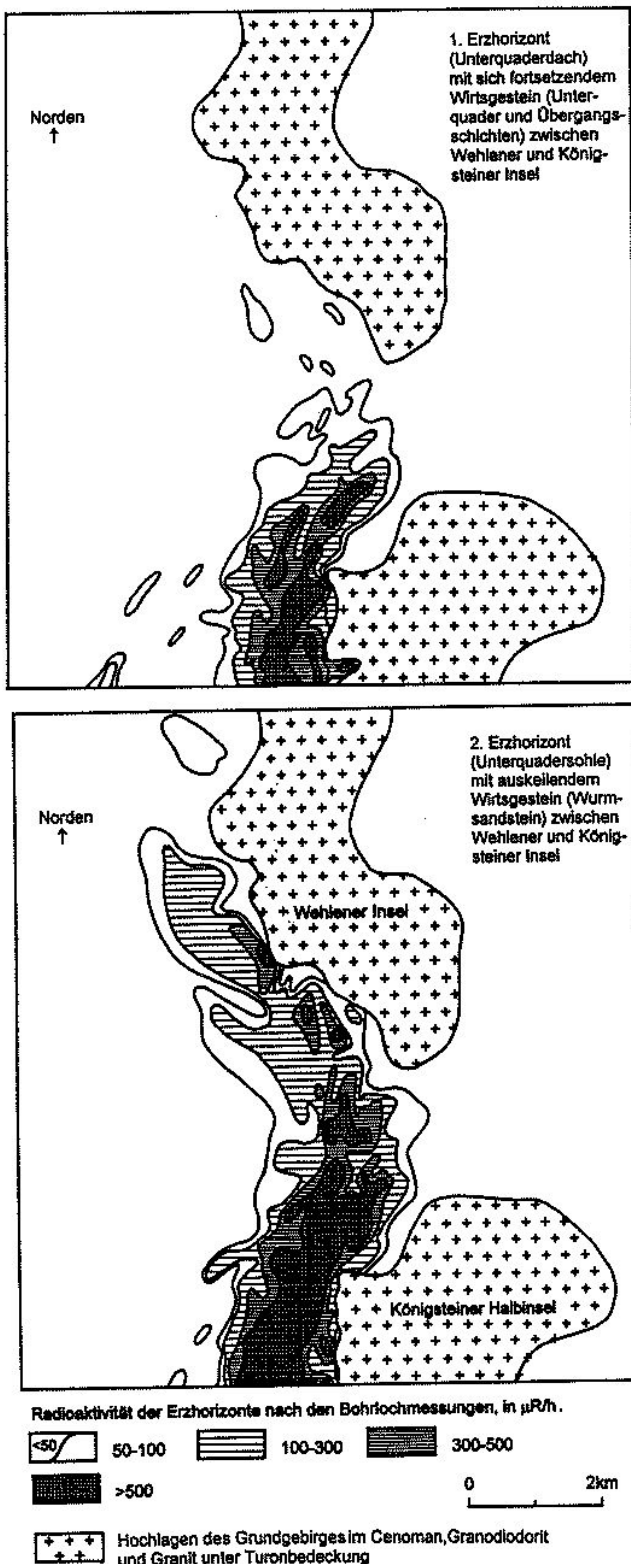 1. Erzhorizont
(Unterquaderdach)
mit sich fortsetzendem
Wirtsgestein (Unter-
quader und Übergangs-
schichten) zwischen
Wehlener und König-
steiner Insel
Norden
↑
2. Erzhorizont
(Unterquadersohle)
mit auskeilendem
Wirtsgestein (Wurm-
sandstein) zwischen
Wehlener und König-
steiner Insel
Norden
↑
Wehlener Insel
Königsteiner Halbinsel
Radioaktivität der Erzhorizonte nach den Bohrlochmessungen, in µR/h.
<50 50-100 100-300 300-500
>500
0 2km
Hochlagen des Grundgebirges im Cenoman, Granodiodorit
und Granit unter Turonbedeckung